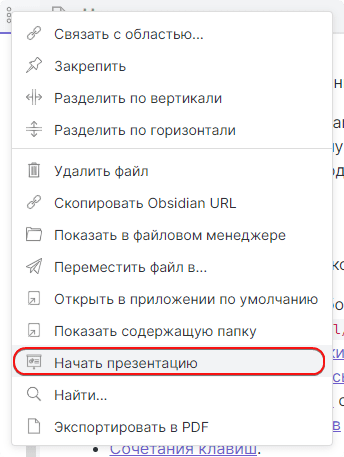 Связать с областью...
Закрепить
Разделить по вертикали
Разделить по горизонтали
Удалить файл
Скопировать Obsidian URL
Показать в файловом менеджере
Переместить файл в...
Открыть в приложении по умолчанию
Показать содержащую папку
Начать презентацию
Найти...
Экспортировать в PDF
Сочетания клавиш.